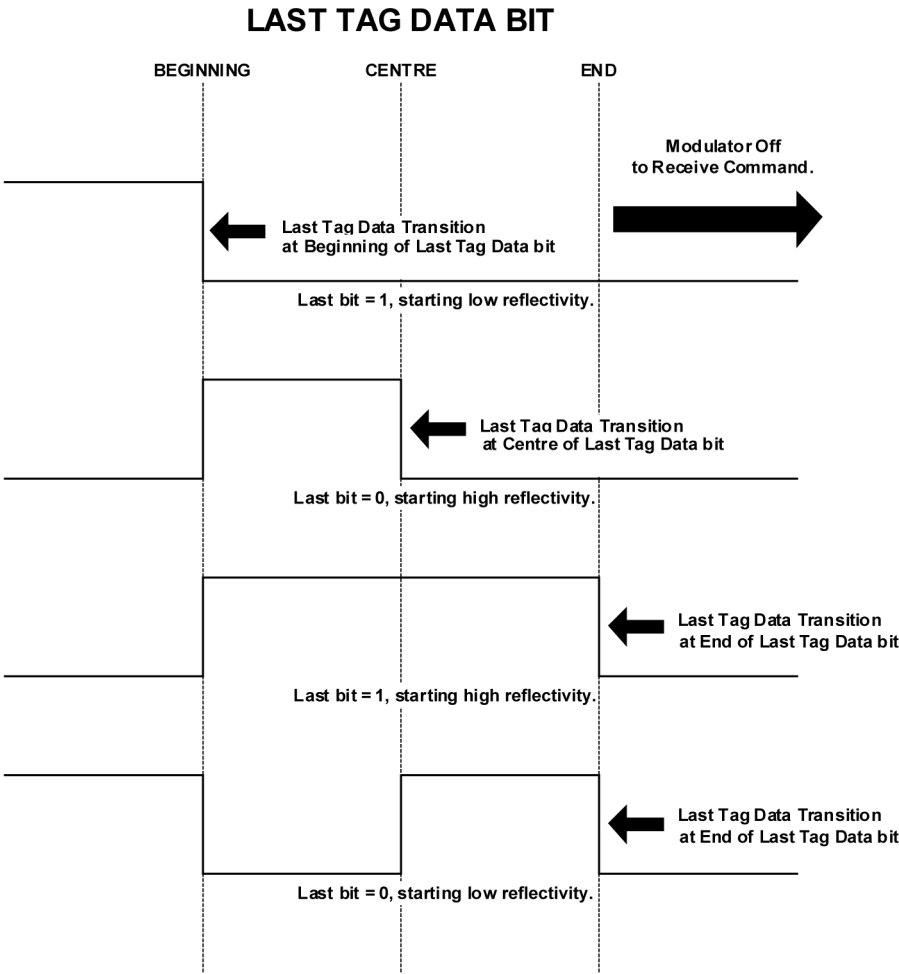 LAST TAG DATA BIT
BEGINNING
CENTRE
END
Modulator Off
to Receive Command.
Last Tag Data Transition
at Beginning of Last Tag Data bit
Last bit = 1, starting low reflectivity.
Last Tag Data Transition
at Centre of Last Tag Data bit
Last bit = 0, starting high reflectivity.
Last Tag Data Transition
at End of Last Tag Data bit
Last bit = 1, starting high reflectivity.
Last Tag Data Transition
at End of Last Tag Data bit
Last bit = 0, starting low reflectivity.